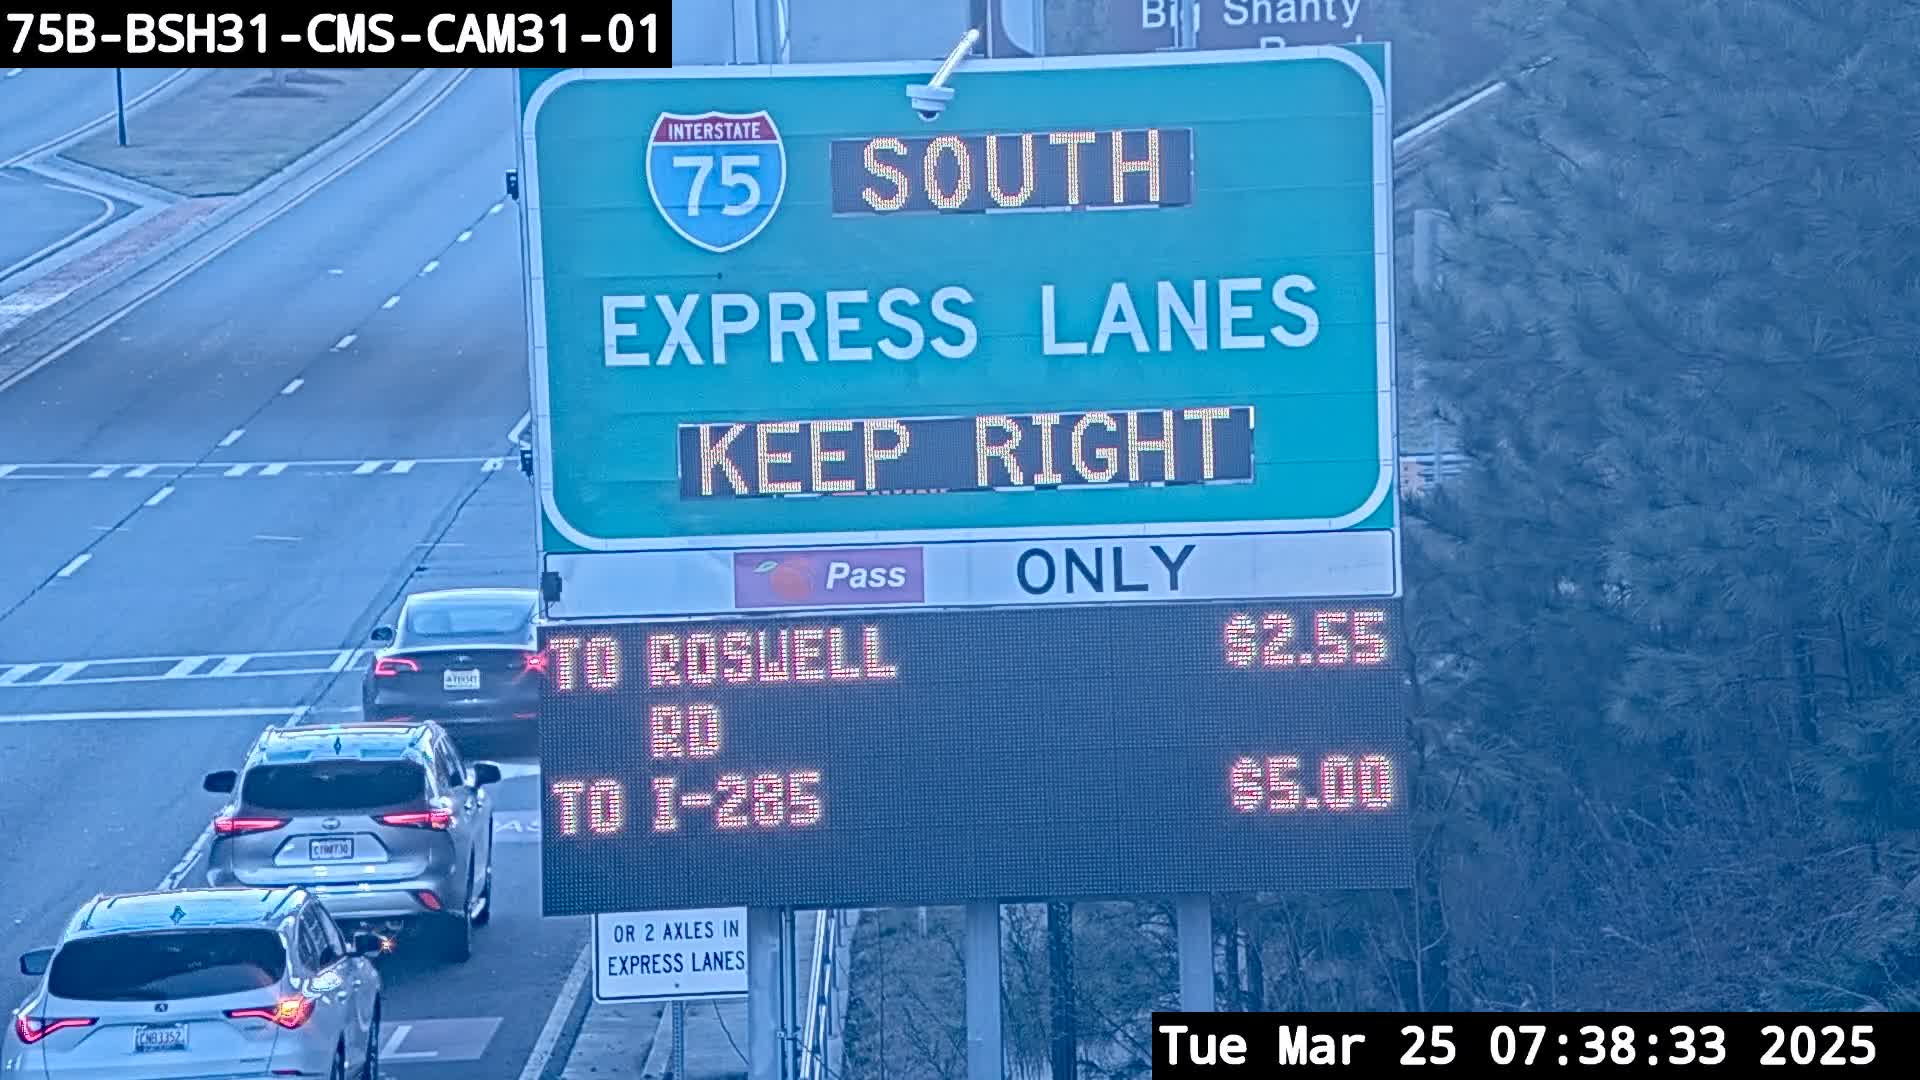 75B-BSH31-CMS-CAM31-01
Big Shanty
INTERSTATE
75
SOUTH
EXPRESS LANES
KEEP RIGHT
Pass ONLY
TO ROSWELL $2.55
RD
TO I-285 $5.00
OR 2 AXLES IN
EXPRESS LANES
Tue Mar 25 07:38:33 2025